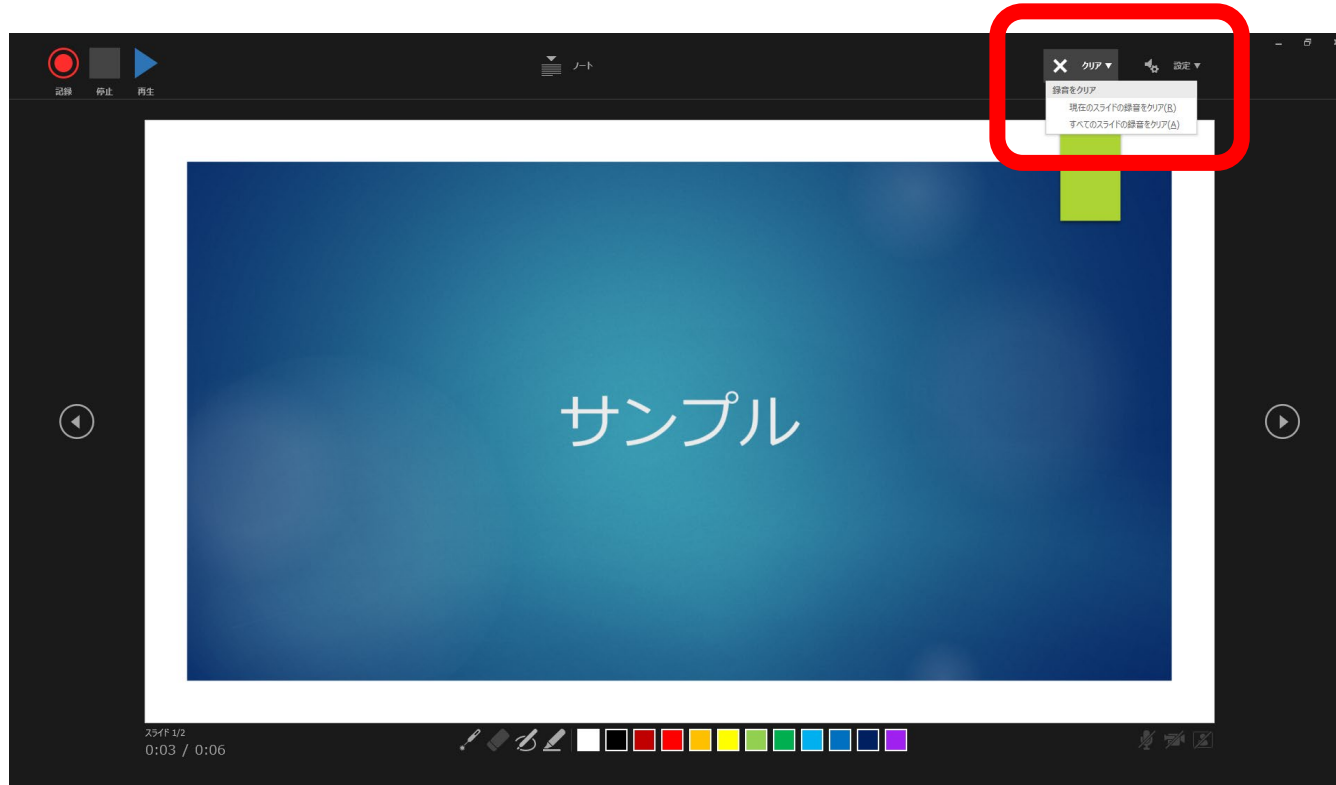 記録 停止 再生
ノート
クリア ▼ 設定 ▼
録音をクリア
現在のスライドの録音をクリア(R)
すべてのスライドの録音をクリア(A)
サンプル
スライド 1/2
0:03 / 0:06